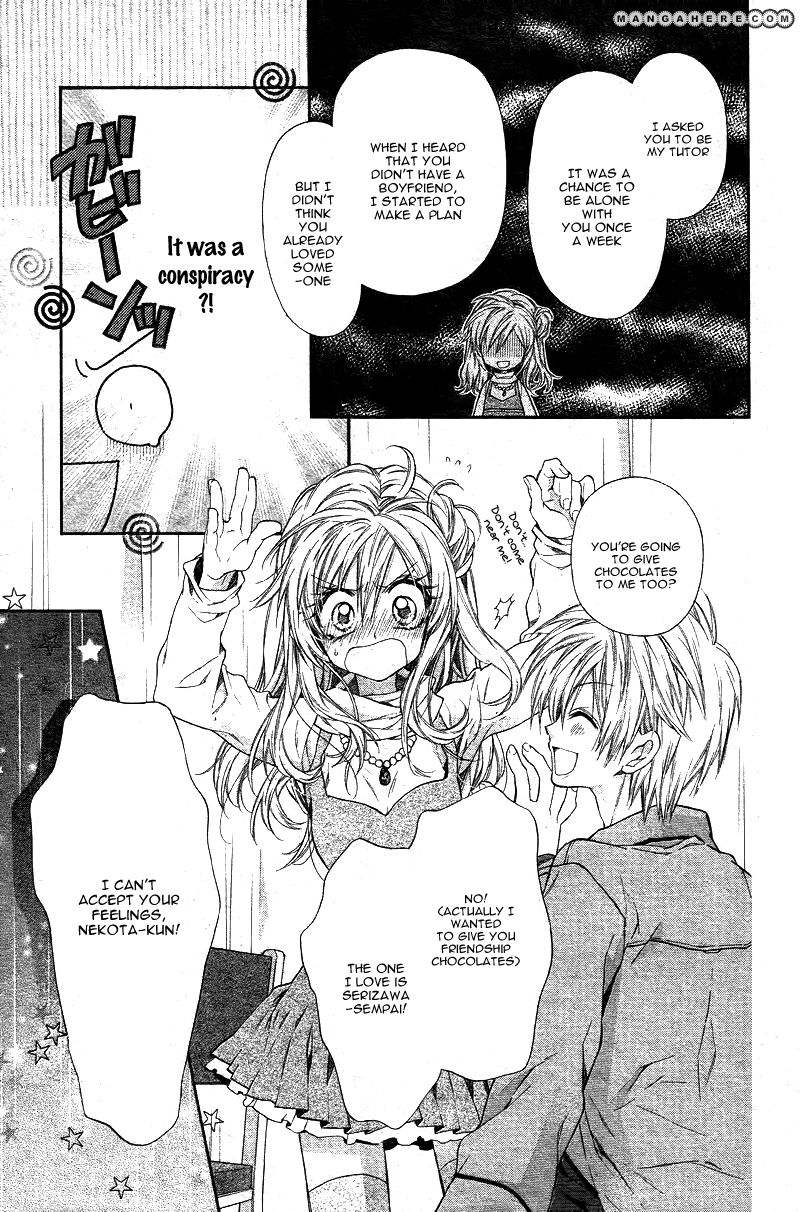 MANGAHERE.COM
I ASKED
YOU TO BE
MY TUTOR
IT WAS A
CHANCE TO
BE ALONE
WITH
YOU ONCE
A WEEK
WHEN I HEARD
THAT YOU
DIDN'T HAVE A
BOYFRIEND,
I STARTED TO
MAKE A PLAN
BUT I
DIDN'T
THINK
YOU
ALREADY
LOVED
SOME
-ONE
It was a
conspiracy
?!
ガビーンッ
YOU'RE GOING
TO GIVE
CHOCOLATES
TO ME TOO?
Don't.
Don't come
near me!
NO!
(ACTUALLY I
WANTED
TO GIVE YOU
FRIENDSHIP
CHOCOLATES)
THE ONE
I LOVE IS
SERIZAWA
-SEMPAI!
I CAN'T
ACCEPT YOUR
FEELINGS,
NEKOTA-KUN!